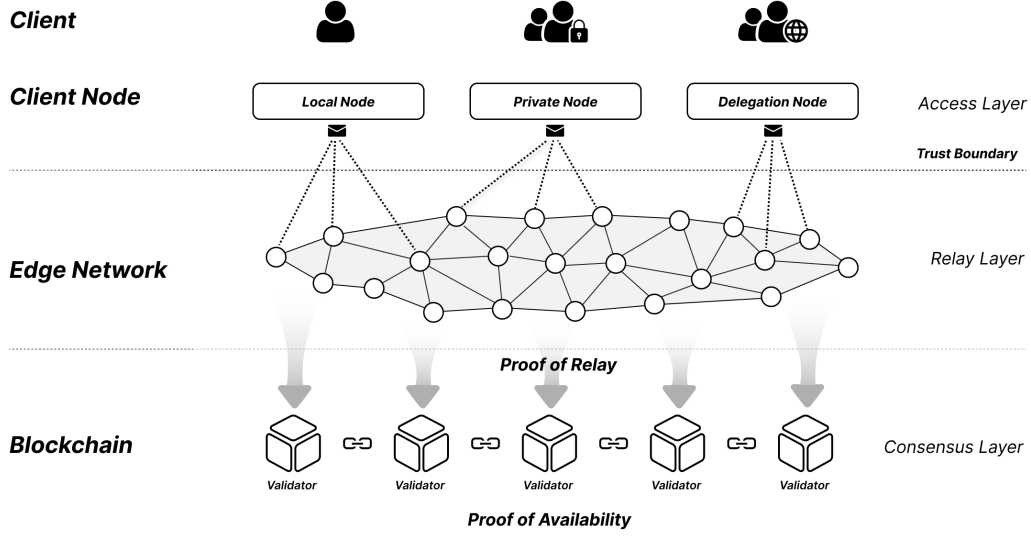 Client
Client Node
Local Node
Private Node
Delegation Node
Access Layer
Trust Boundary
Edge Network
Relay Layer
Proof of Relay
Blockchain
Consensus Layer
Validator
Validator
Validator
Validator
Validator
Proof of Availability